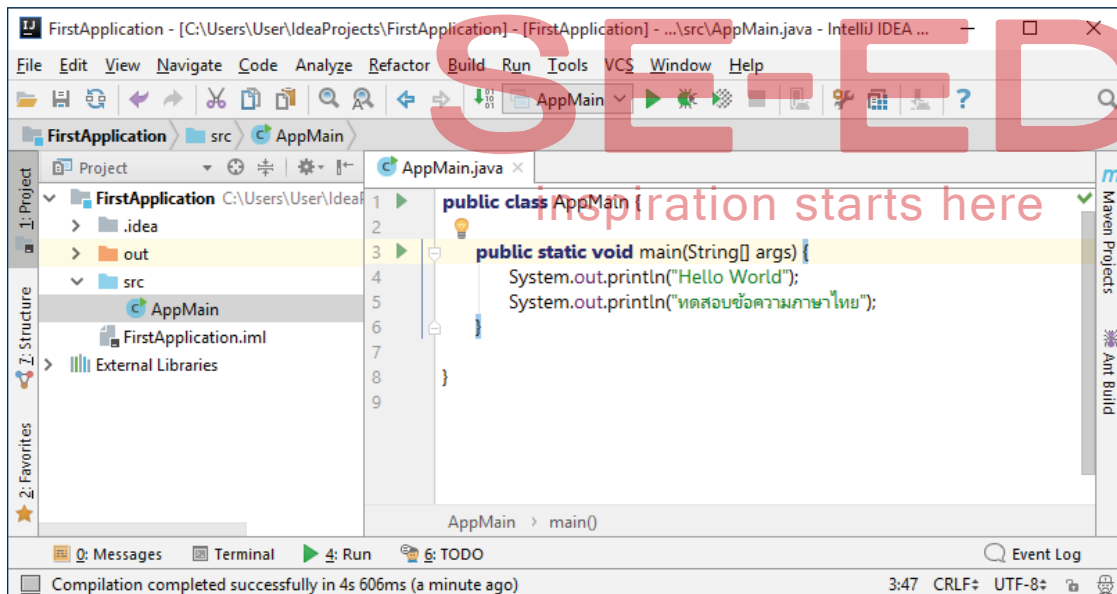 FirstApplication - [C:\Users\User\IdeaProjects\FirstApplication] - [FirstApplication] - ...\src\AppMain.java - IntelliJ IDEA ...
SE-ED
File Edit View Navigate Code Analyze Refactor Build Run Tools VCS Window Help
AppMain
FirstApplication src AppMain
Project
AppMain.java
1: Project
FirstApplication C:\Users\User\Idea
.idea
out
src
AppMain
FirstApplication.iml
External Libraries
7: Structure
2: Favorites
inspiration starts here
1 public class AppMain {
2
3 public static void main(String[] args) {
4 System.out.println("Hello World");
5 System.out.println("ทดสอบข้อความภาษาไทย");
6 }
7
8 }
9
AppMain > main()
Maven Projects
Ant Build
0: Messages Terminal 4: Run 6: TODO Event Log
Compilation completed successfully in 4s 606ms (a minute ago) 3:47 CRLF UTF-8